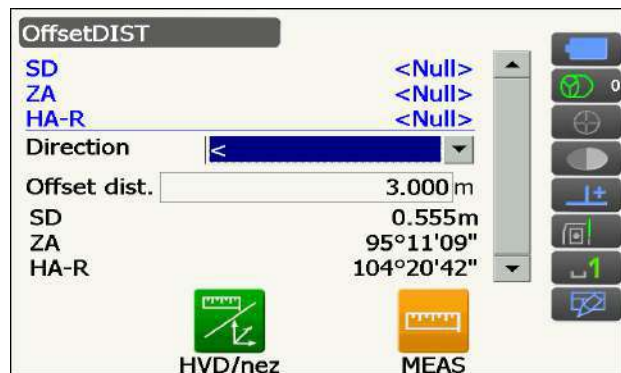 OffsetDIST
SD <Null>
ZA <Null>
HA-R <Null>
Direction <
Offset dist. 3.000 m
SD 0.555m
ZA 95°11'09"
HA-R 104°20'42"
HVD/nez MEAS
0
1